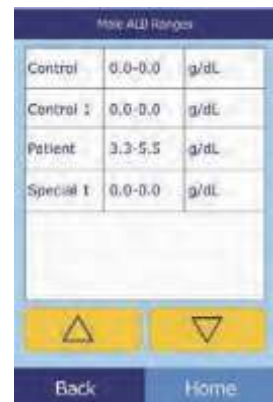 Male ALB Ranges
Control 0.0-0.0 g/dL
Control 1 0.0-0.0 g/dL
Patient 3.3-5.5 g/dL
Special 1 0.0-0.0 g/dL
Back Home